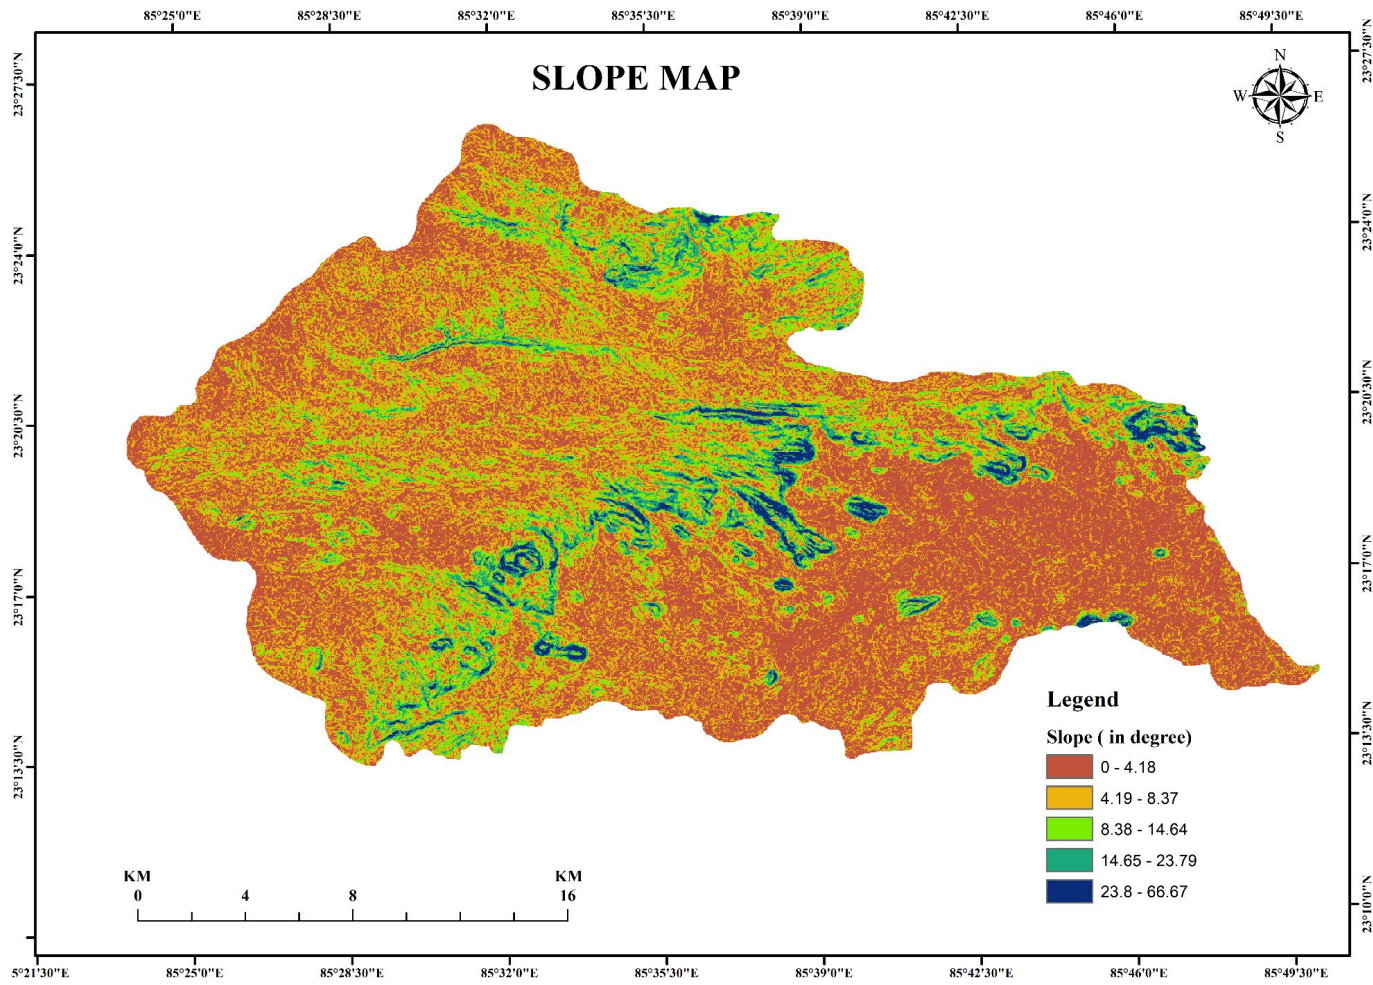 85°25'0"E 85°28'30"E 85°32'0"E 85°35'30"E 85°39'0"E 85°42'30"E 85°46'0"E 85°49'30"E
SLOPE MAP
N
W E
S
23°27'30"N
23°24'0"N
23°20'30"N
23°17'0"N
23°13'30"N
23°27'30"N
23°24'0"N
23°20'30"N
23°17'0"N
23°13'30"N
23°10'0"N
Legend
Slope ( in degree)
0 - 4.18
4.19 - 8.37
8.38 - 14.64
14.65 - 23.79
23.8 - 66.67
KM KM
0 4 8 16
5°21'30"E 85°25'0"E 85°28'30"E 85°32'0"E 85°35'30"E 85°39'0"E 85°42'30"E 85°46'0"E 85°49'30"E